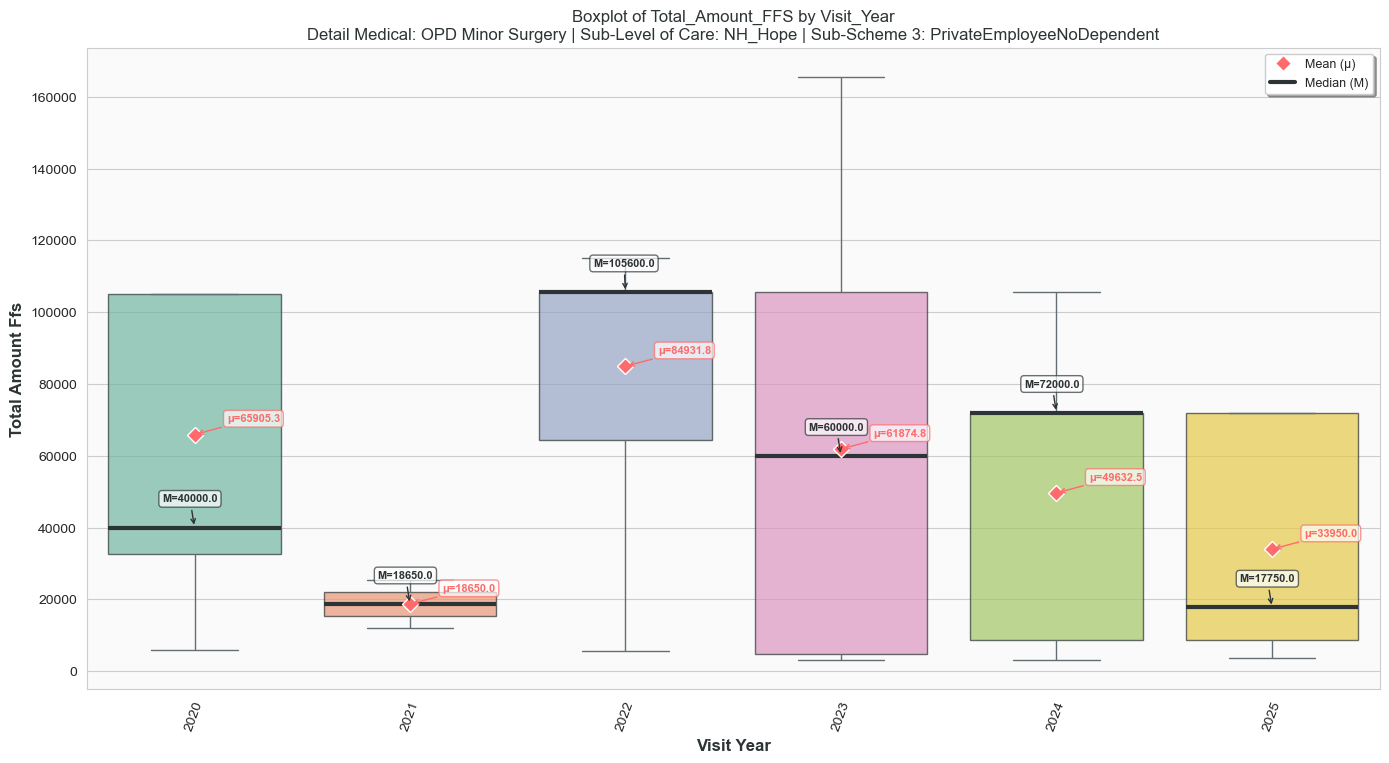 Boxplot of Total_Amount_FFS by Visit_Year
Detail Medical: OPD Minor Surgery | Sub-Level of Care: NH_Hope | Sub-Scheme 3: PrivateEmployeeNoDependent
Mean (μ)
Median (M)
Total Amount Ffs
160000
140000
120000
100000
80000
60000
40000
20000
0
μ=65905.3
M=40000.0
M=18650.0
μ=18650.0
M=105600.0
μ=84931.8
M=60000.0
μ=61874.8
M=72000.0
μ=49632.5
μ=33950.0
M=17750.0
2020
2021
2022
2023
2024
2025
Visit Year